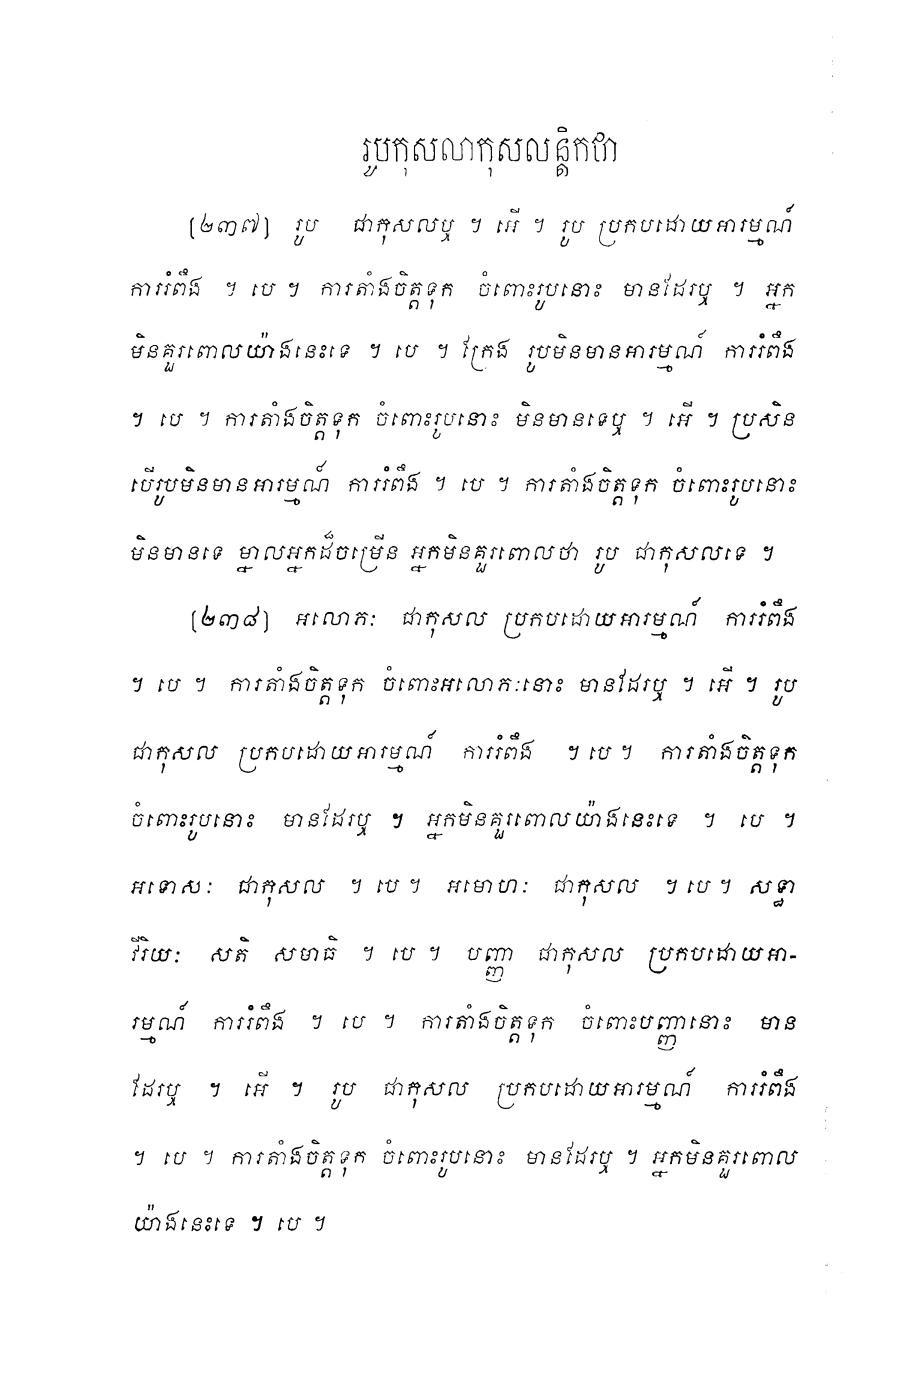 រូបកុសលាកុសលន្តិកថា
[២៣៧] រូប ជាកុសលឬ ។ អើ ។ រូប ប្រកបដោយអារម្មណ៍
ការរំពឹង ។ បេ ។ ការតាំងចិត្តទុក ចំពោះរូបនោះ មានដែរឬ ។ អ្នក
មិនគួរពោលយ៉ាងនេះទេ ។ បេ ។ ក្រែង រូបមិនមានអារម្មណ៍ ការរំពឹង
។ បេ ។ ការតាំងចិត្តទុក ចំពោះរូបនោះ មិនមានទេឬ ។ អើ ។ ប្រសិន
បើរូបមិនមានអារម្មណ៍ ការរំពឹង ។ បេ ។ ការតាំងចិត្តទុក ចំពោះរូបនោះ
មិនមានទេ ម្នាលអ្នកដ៏ចម្រើន អ្នកមិនគួរពោលថា រូប ជាកុសលទេ ។
[២៣៨] អលោភៈ ជាកុសល ប្រកបដោយអារម្មណ៍ ការរំពឹង
។ បេ ។ ការតាំងចិត្តទុក ចំពោះអលោភៈនោះ មានដែរឬ ។ អើ ។ រូប
ជាកុសល ប្រកបដោយអារម្មណ៍ ការរំពឹង ។ បេ ។ ការតាំងចិត្តទុក
ចំពោះរូបនោះ មានដែរឬ ។ អ្នកមិនគួរពោលយ៉ាងនេះទេ ។ បេ ។
អទោសៈ ជាកុសល ។ បេ ។ អមោហៈ ជាកុសល ។ បេ ។ សទ្ធា
វីរិយៈ សតិ សមាធិ ។ បេ ។ បញ្ញា ជាកុសល ប្រកបដោយអា-
រម្មណ៍ ការរំពឹង ។ បេ ។ ការតាំងចិត្តទុក ចំពោះបញ្ញានោះ មាន
ដែរឬ ។ អើ ។ រូប ជាកុសល ប្រកបដោយអារម្មណ៍ ការរំពឹង
។ បេ ។ ការតាំងចិត្តទុក ចំពោះរូបនោះ មានដែរឬ ។ អ្នកមិនគួរពោល
យ៉ាងនេះទេ ។ បេ ។